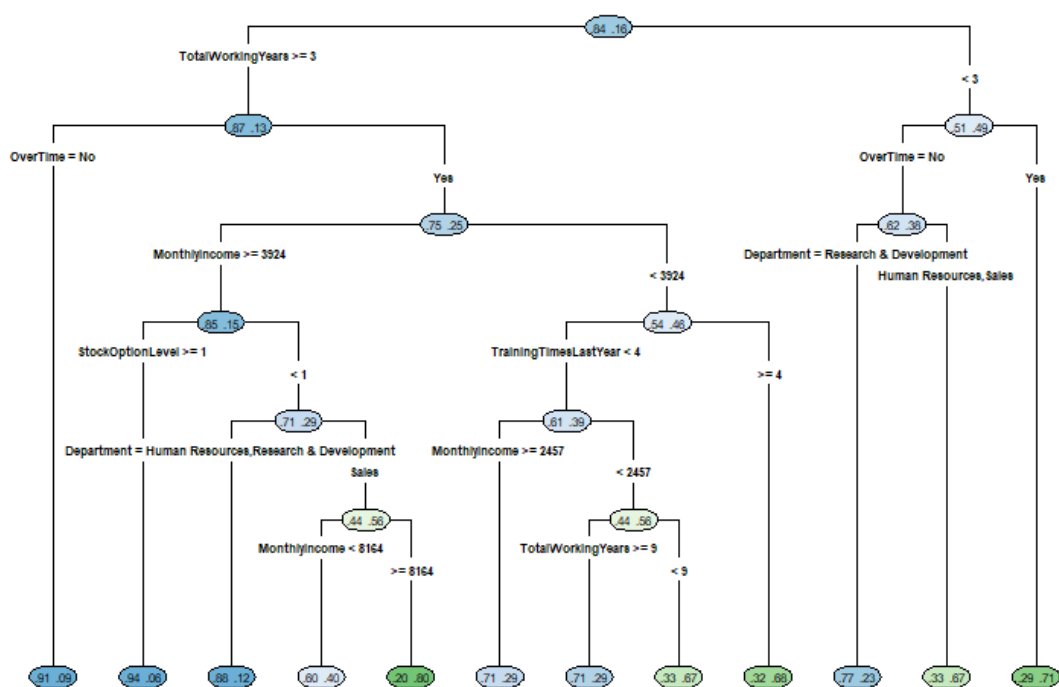 .84 .16
TotalWorkingYears >= 3
< 3
.87 .13
.51 .49
OverTime = No
Yes
OverTime = No
Yes
.75 .25
.62 .38
MonthlyIncome >= 3924
< 3924
Department = Research & Development
Human Resources,Sales
.85 .15
.54 .46
StockOptionLevel >= 1
< 1
TrainingTimesLastYear < 4
>= 4
.71 .29
.61 .39
Department = Human Resources,Research & Development
Sales
MonthlyIncome >= 2457
< 2457
.44 .56
.44 .56
MonthlyIncome < 8164
>= 8164
TotalWorkingYears >= 9
< 9
.91 .09
.94 .06
.88 .12
.60 .40
.20 .80
.71 .29
.71 .29
.33 .67
.32 .68
.77 .23
.33 .67
.29 .71